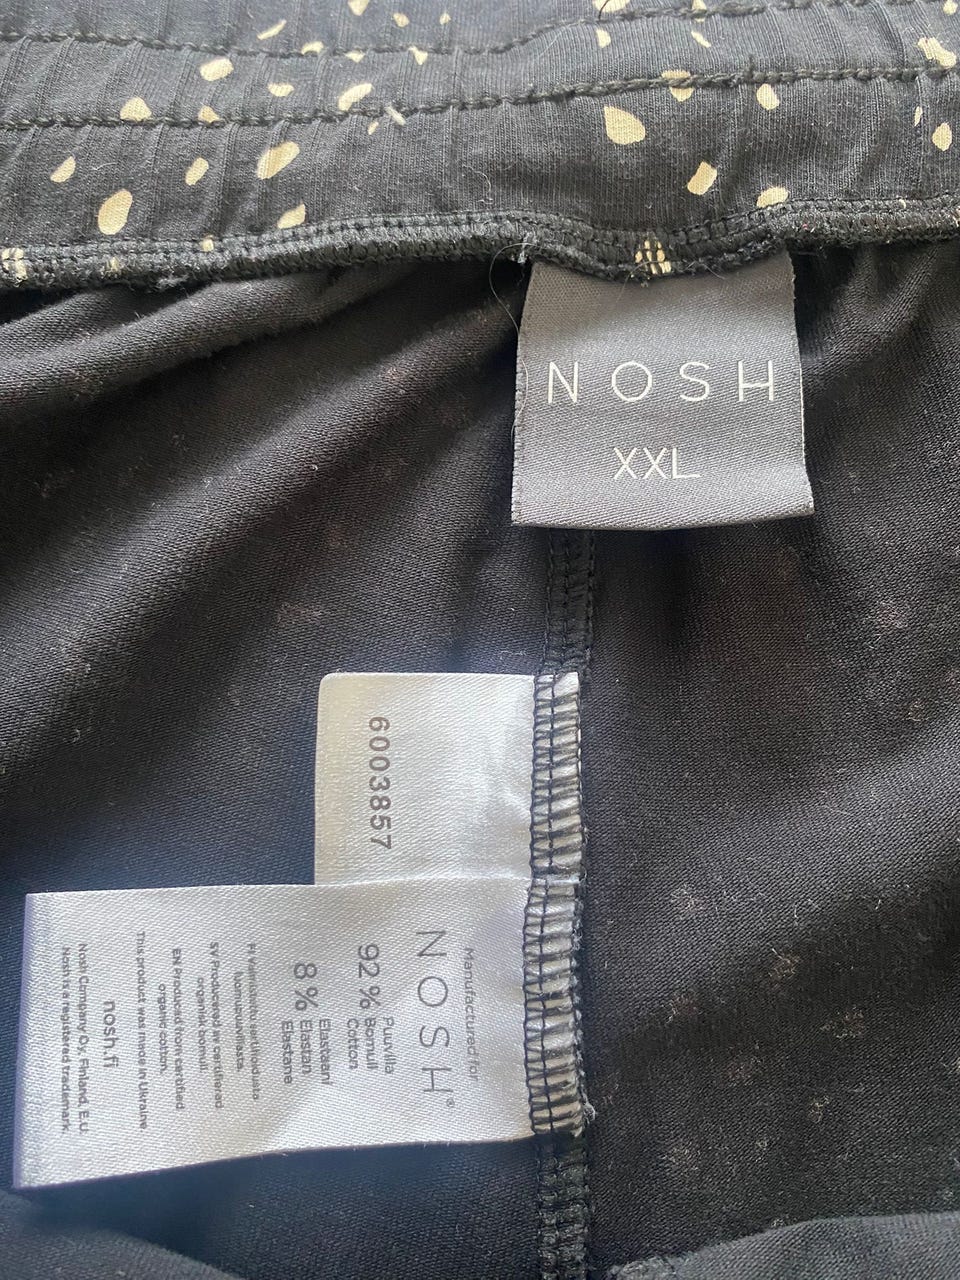 NOSH
XXL
6003857
Manufactured for
NOSH®
92% Puuvilla
Bomull
Cotton
8% Elastaani
Elastan
Elastane
FI Valmistettu sertifioidusta
luomupuuvillasta.
SV Producerad av certifierad
organisk bomull.
EN Produced from certified
organic cotton.
This product was made in Ukraine
nosh.fi
Nosh Company Oy, Finland, E.U.
Nosh is a registered trademark.